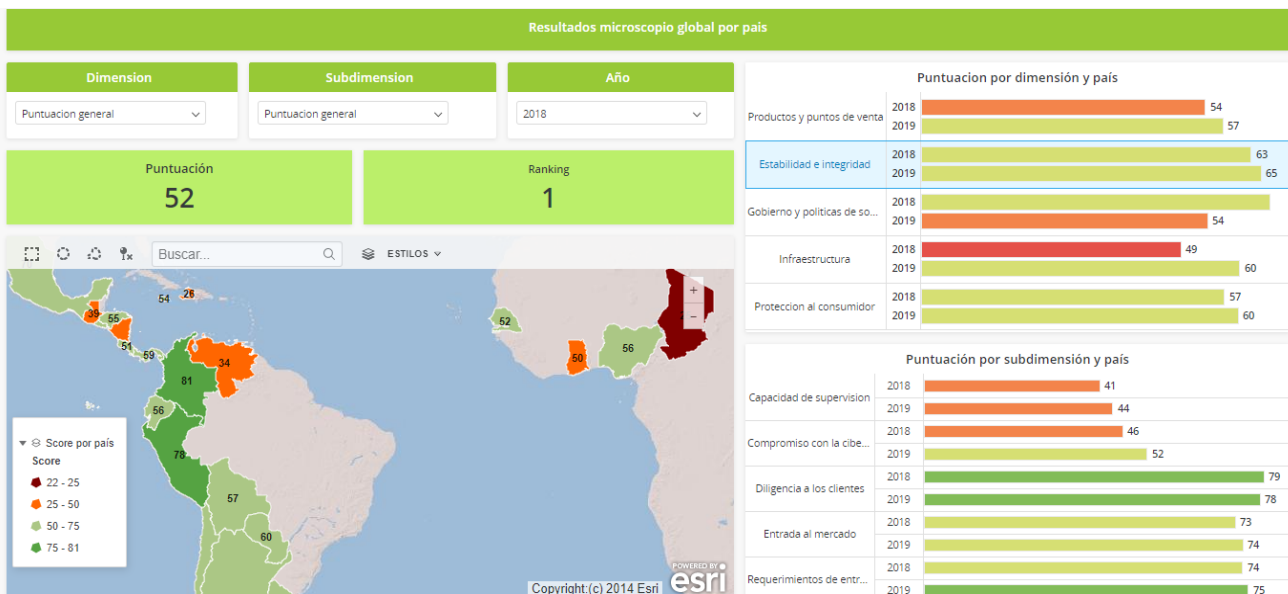 Resultados microscopio global por pais
Dimension
Subdimension
Año
Puntuacion general
Puntuacion general
2018
Puntuación
52
Ranking
1
Buscar...
ESTILOS
54
26
39
55
51
59
34
81
56
78
57
60
52
50
56
+
−
Score por país
Score
22 - 25
25 - 50
50 - 75
75 - 81
Copyright:(c) 2014 Esri
POWERED BY
esri
Puntuacion por dimensión y país
Productos y puntos de venta
2018 54
2019 57
Estabilidad e integridad
2018 63
2019 65
Gobierno y politicas de so...
2018
2019 54
Infraestructura
2018 49
2019 60
Proteccion al consumidor
2018 57
2019 60
Puntuación por subdimensión y país
Capacidad de supervision
2018 41
2019 44
Compromiso con la cibe...
2018 46
2019 52
Diligencia a los clientes
2018 79
2019 78
Entrada al mercado
2018 73
2019 74
Requerimientos de entr...
2018 74
2019 75